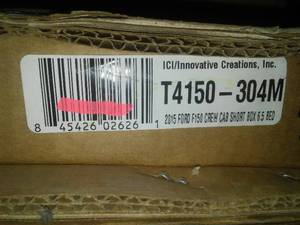 ICI/Innovative Creations, Inc.
T4150-304M
2015 FORD F150 CREW CAB SHORT BOX 6.5 BED
8 45426 02626 1